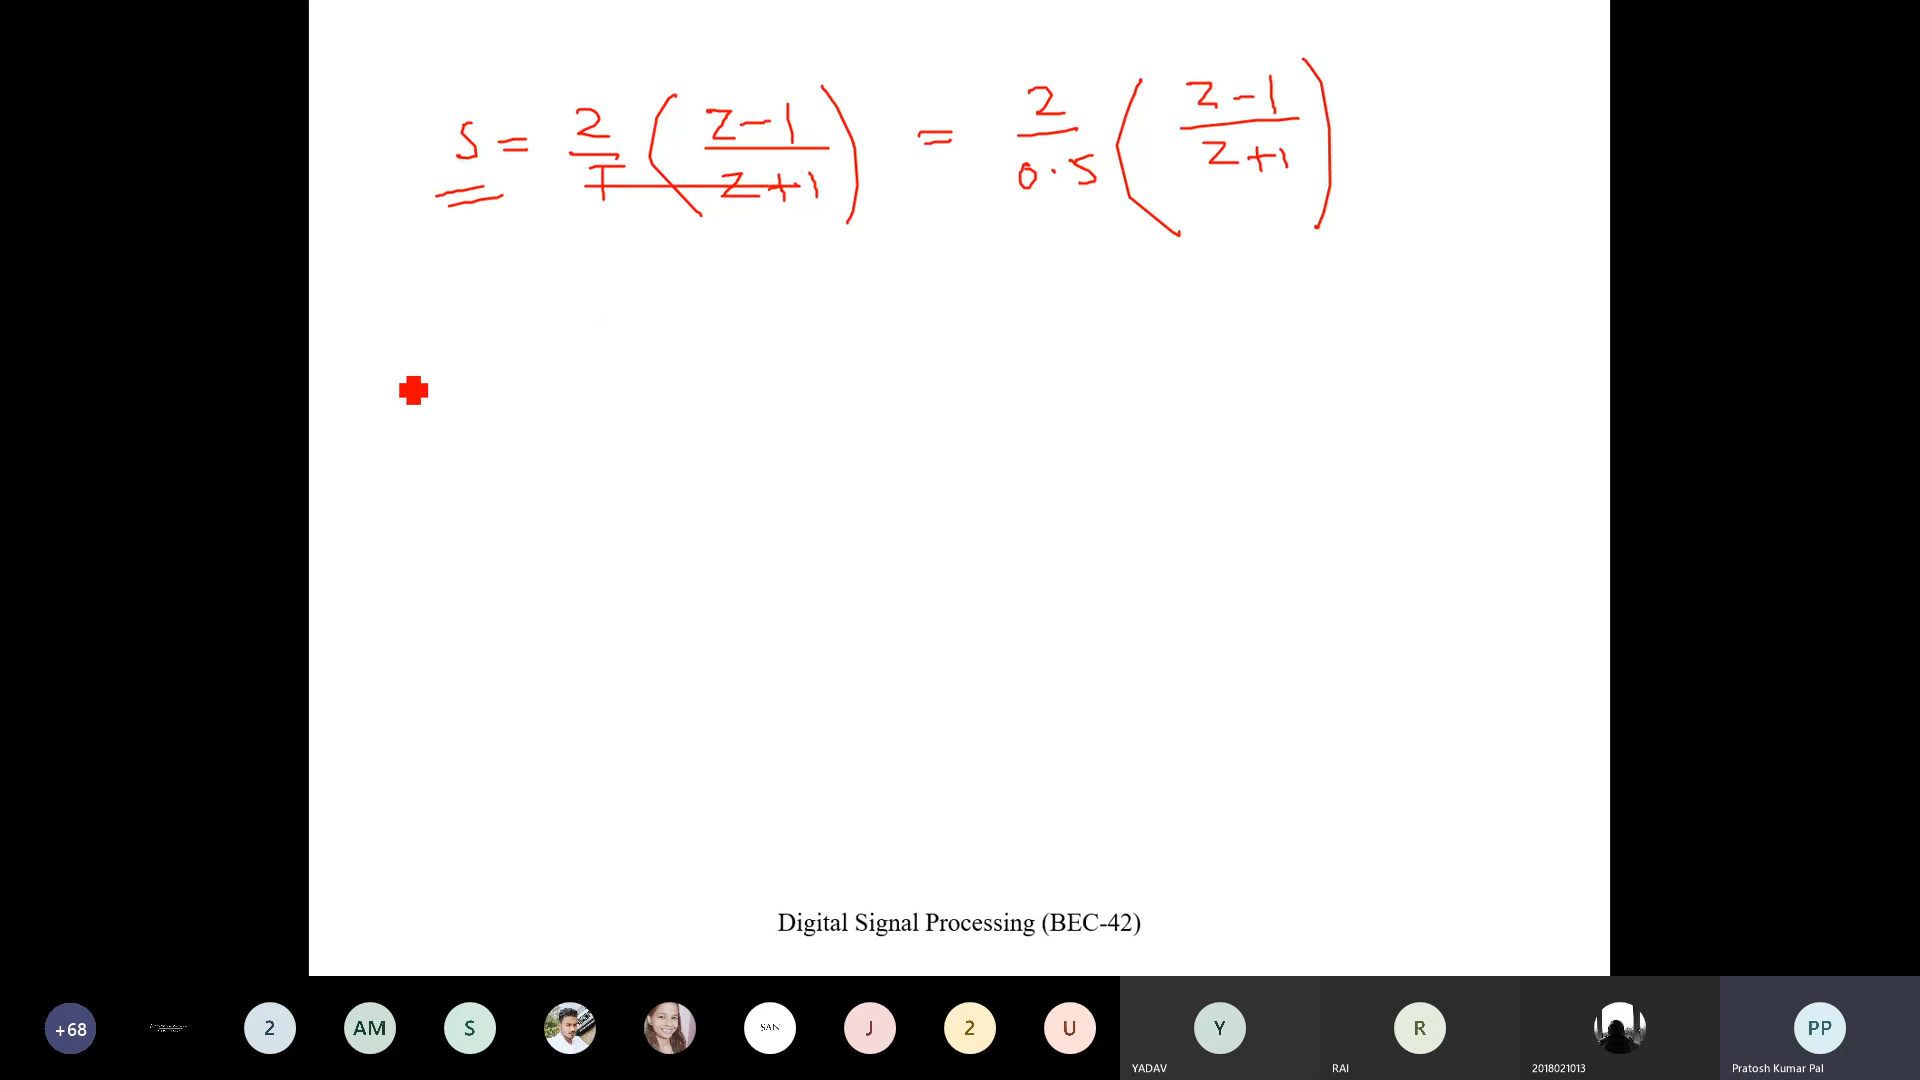 S = 2/T ( z-1 / z+1 ) = 2/0.5 ( z-1 / z+1 )
Digital Signal Processing (BEC-42)
+68
2
AM
S
SAN
J
2
U
Y
R
PP
YADAV
RAI
2018021013
Pratosh Kumar Pal